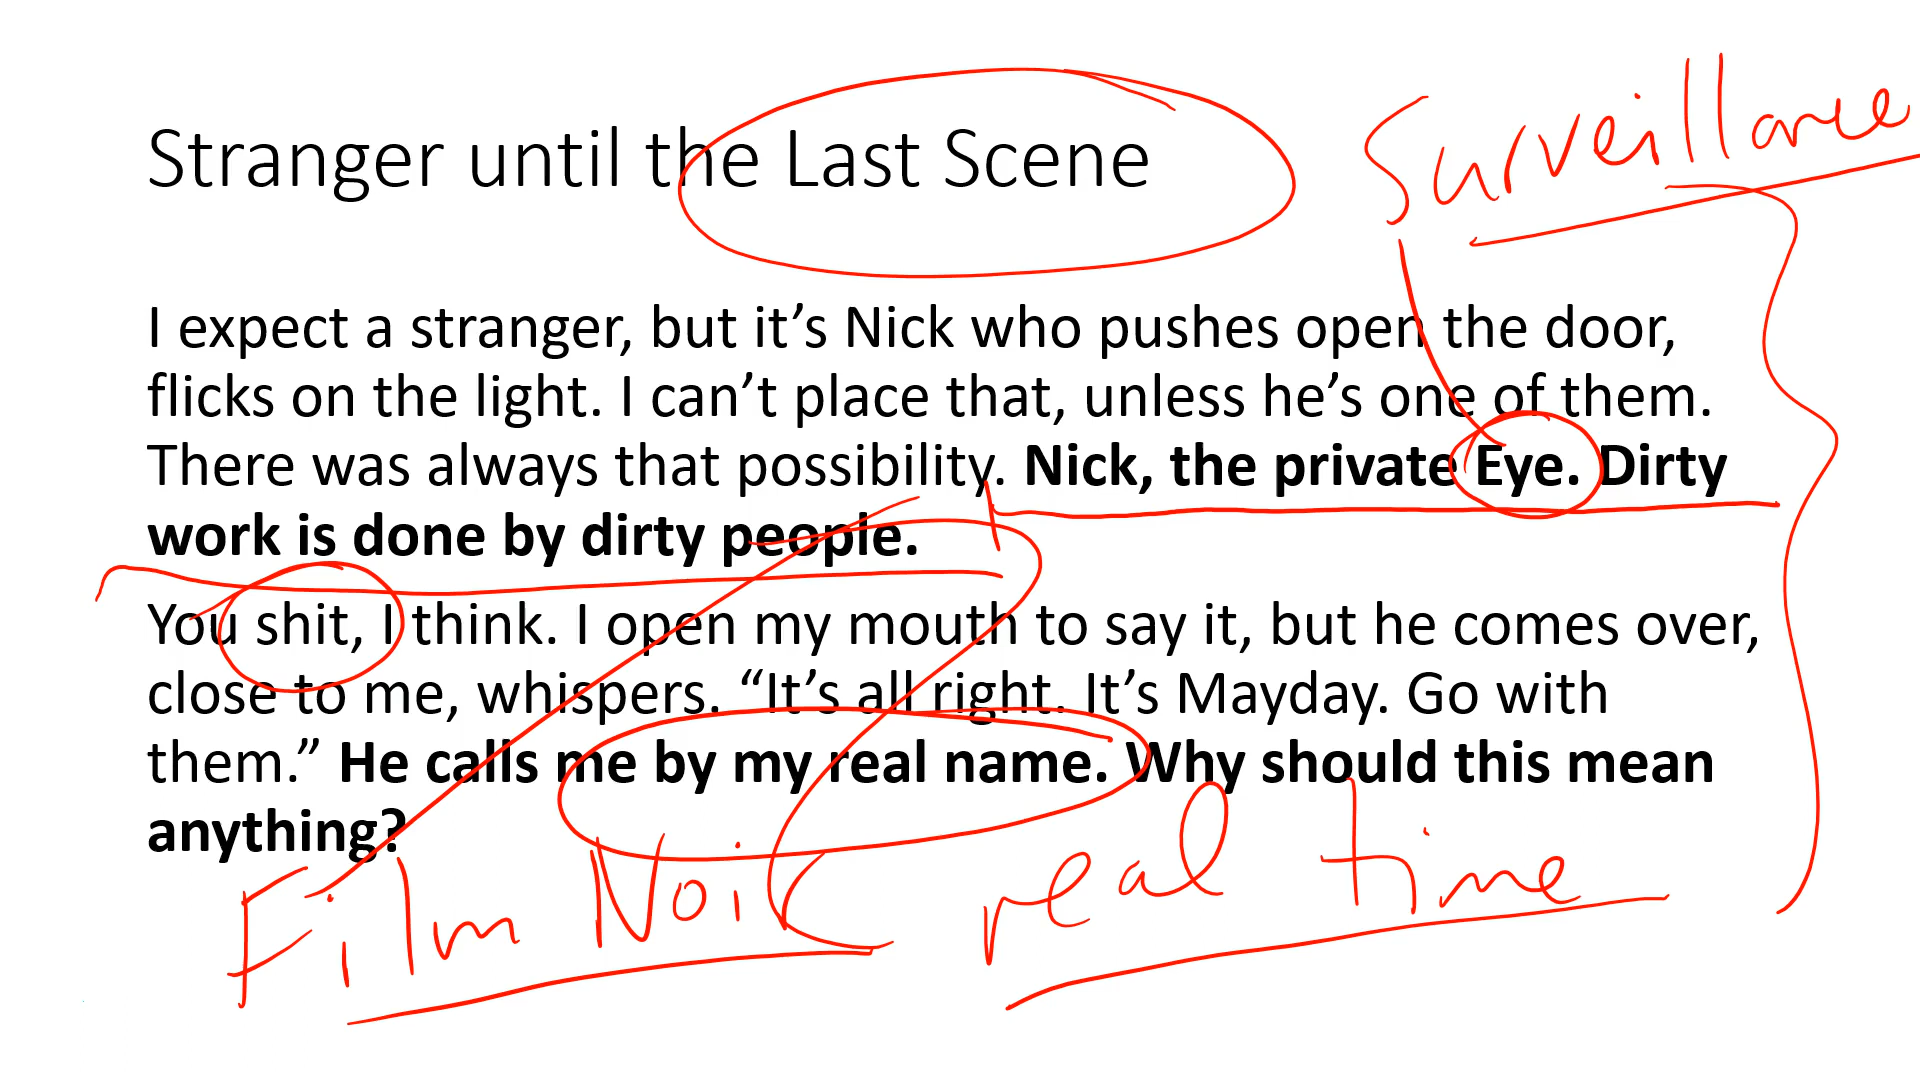 Surveillance
Stranger until the Last Scene
I expect a stranger, but it’s Nick who pushes open the door,
flicks on the light. I can’t place that, unless he’s one of them.
There was always that possibility. Nick, the private Eye. Dirty
work is done by dirty people.
You shit, I think. I open my mouth to say it, but he comes over,
close to me, whispers. “It’s all right. It’s Mayday. Go with
them.” He calls me by my real name. Why should this mean
anything?
Film Noir real time